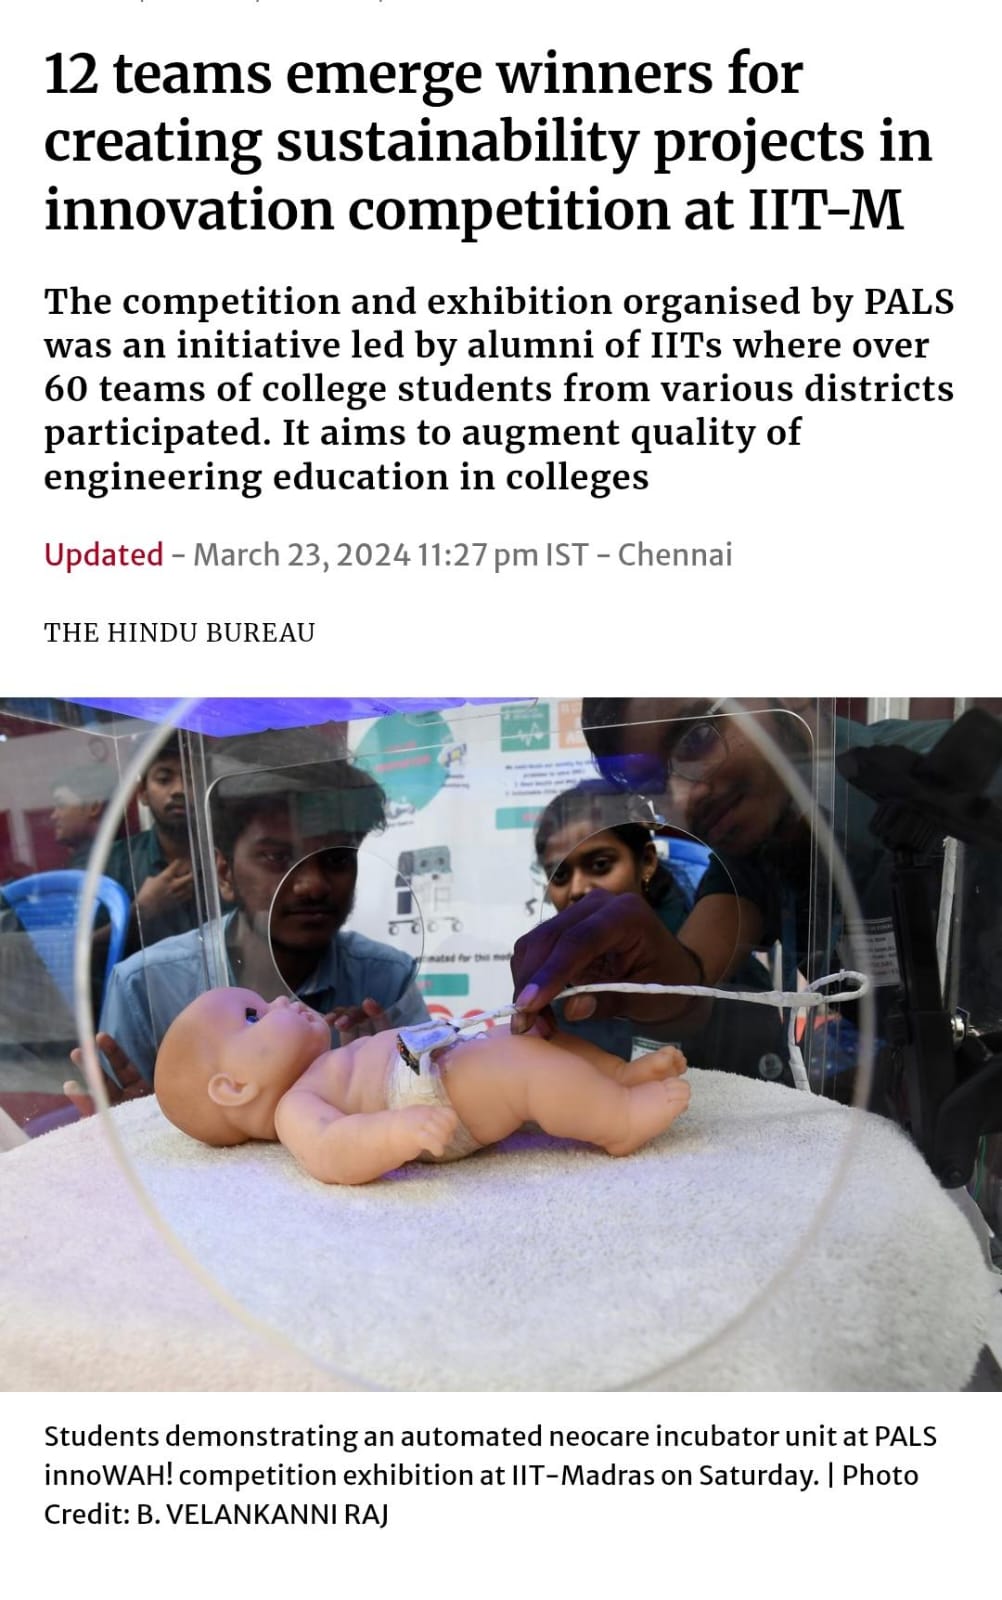 12 teams emerge winners for
creating sustainability projects in
innovation competition at IIT-M
The competition and exhibition organised by PALS
was an initiative led by alumni of IITs where over
60 teams of college students from various districts
participated. It aims to augment quality of
engineering education in colleges
Updated - March 23, 2024 11:27 pm IST - Chennai
THE HINDU BUREAU
Students demonstrating an automated neocare incubator unit at PALS
innoWAH! competition exhibition at IIT-Madras on Saturday. | Photo
Credit: B. VELANKANNI RAJ